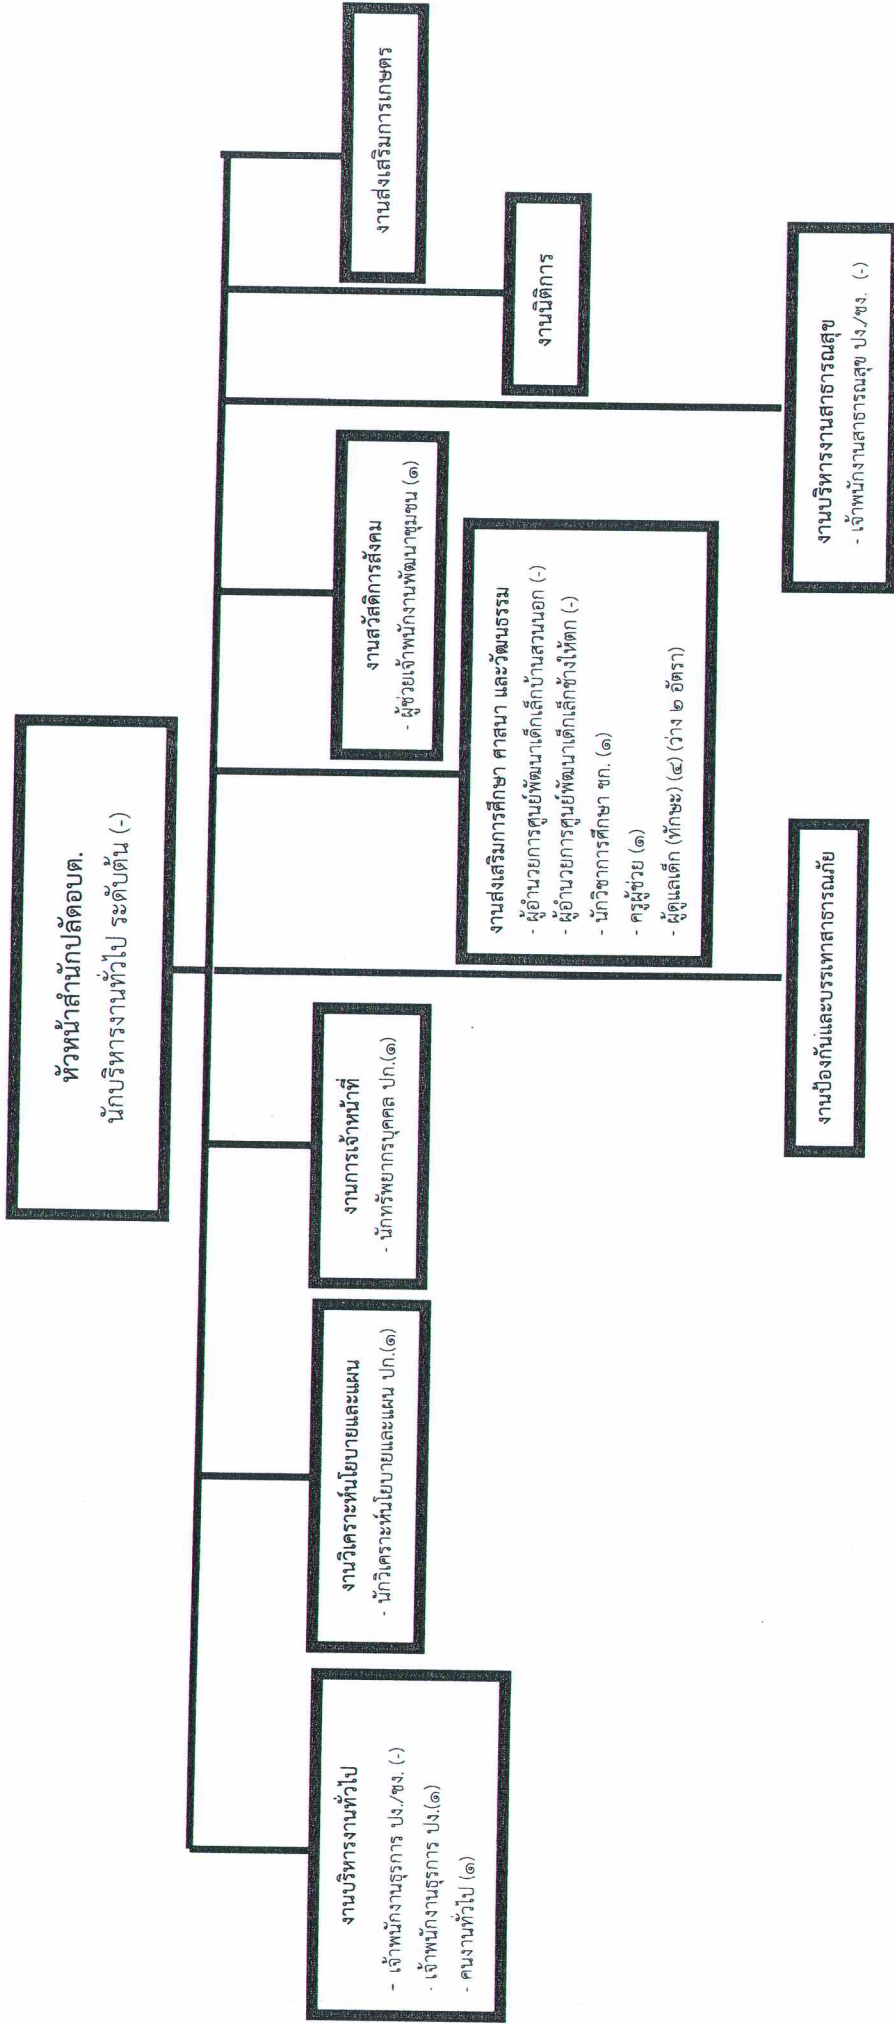 หัวหน้าสำนักปลัดอบต.
นักบริหารงานทั่วไป ระดับต้น (-)
งานบริหารงานทั่วไป
- เจ้าพนักงานธุรการ ปง./ชง. (-)
- เจ้าพนักงานธุรการ ปง.(๑)
- คนงานทั่วไป (๑)
งานวิเคราะห์นโยบายและแผน
- นักวิเคราะห์นโยบายและแผน ปก.(๑)
งานการเจ้าหน้าที่
- นักทรัพยากรบุคคล ปก.(๑)
งานป้องกันและบรรเทาสาธารณภัย
งานส่งเสริมการศึกษา ศาสนา และวัฒนธรรม
- ผู้อำนวยการศูนย์พัฒนาเด็กเล็กบ้านสวนนอก (-)
- ผู้อำนวยการศูนย์พัฒนาเด็กเล็กช้างให้ตก (-)
- นักวิชาการศึกษา ชก. (๑)
- ครูผู้ช่วย (๑)
- ผู้ดูแลเด็ก (ทักษะ) (๔) (ว่าง ๒ อัตรา)
งานสวัสดิการสังคม
- ผู้ช่วยเจ้าพนักงานพัฒนาชุมชน (๑)
งานบริหารงานสาธารณสุข
- เจ้าพนักงานสาธารณสุข ปง./ชง. (-)
งานนิติการ
งานส่งเสริมการเกษตร